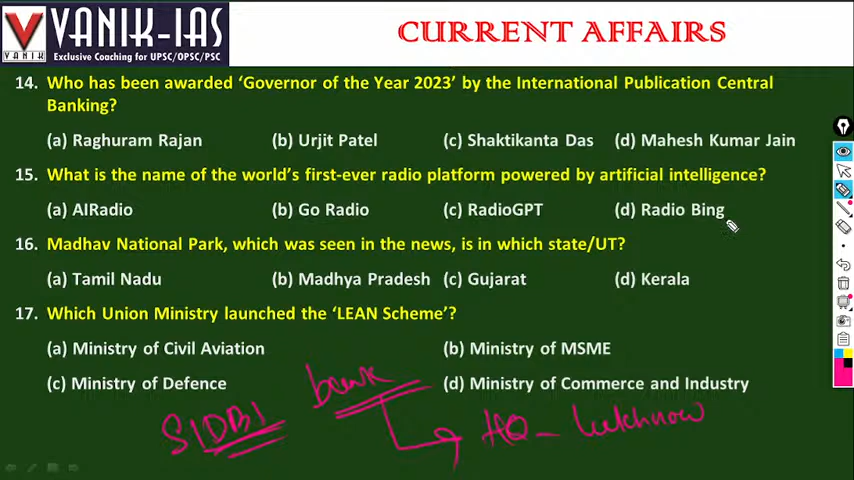 VANIK-IAS
VANIK
Exclusive Coaching for UPSC/OPSC/PSC
CURRENT AFFAIRS
14. Who has been awarded ‘Governor of the Year 2023’ by the International Publication Central
Banking?
(a) Raghuram Rajan (b) Urjit Patel (c) Shaktikanta Das (d) Mahesh Kumar Jain
15. What is the name of the world’s first-ever radio platform powered by artificial intelligence?
(a) AIRadio (b) Go Radio (c) RadioGPT (d) Radio Bing
16. Madhav National Park, which was seen in the news, is in which state/UT?
(a) Tamil Nadu (b) Madhya Pradesh (c) Gujarat (d) Kerala
17. Which Union Ministry launched the ‘LEAN Scheme’?
(a) Ministry of Civil Aviation (b) Ministry of MSME
(c) Ministry of Defence (d) Ministry of Commerce and Industry
SIDBI bank
HQ - Lukhnow